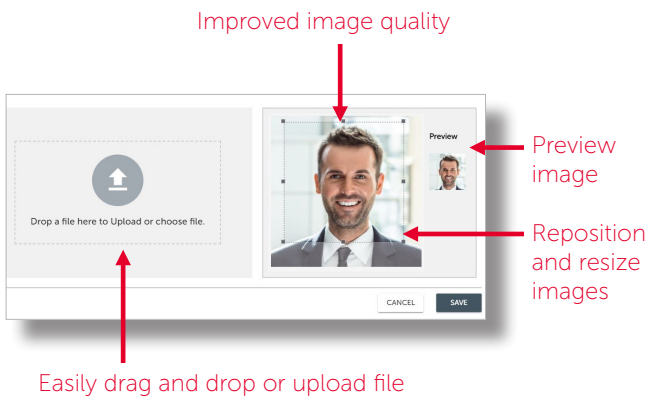 Improved image quality
Preview
Preview
image
Drop a file here to Upload or choose file.
Reposition
and resize
images
CANCEL
SAVE
Easily drag and drop or upload file